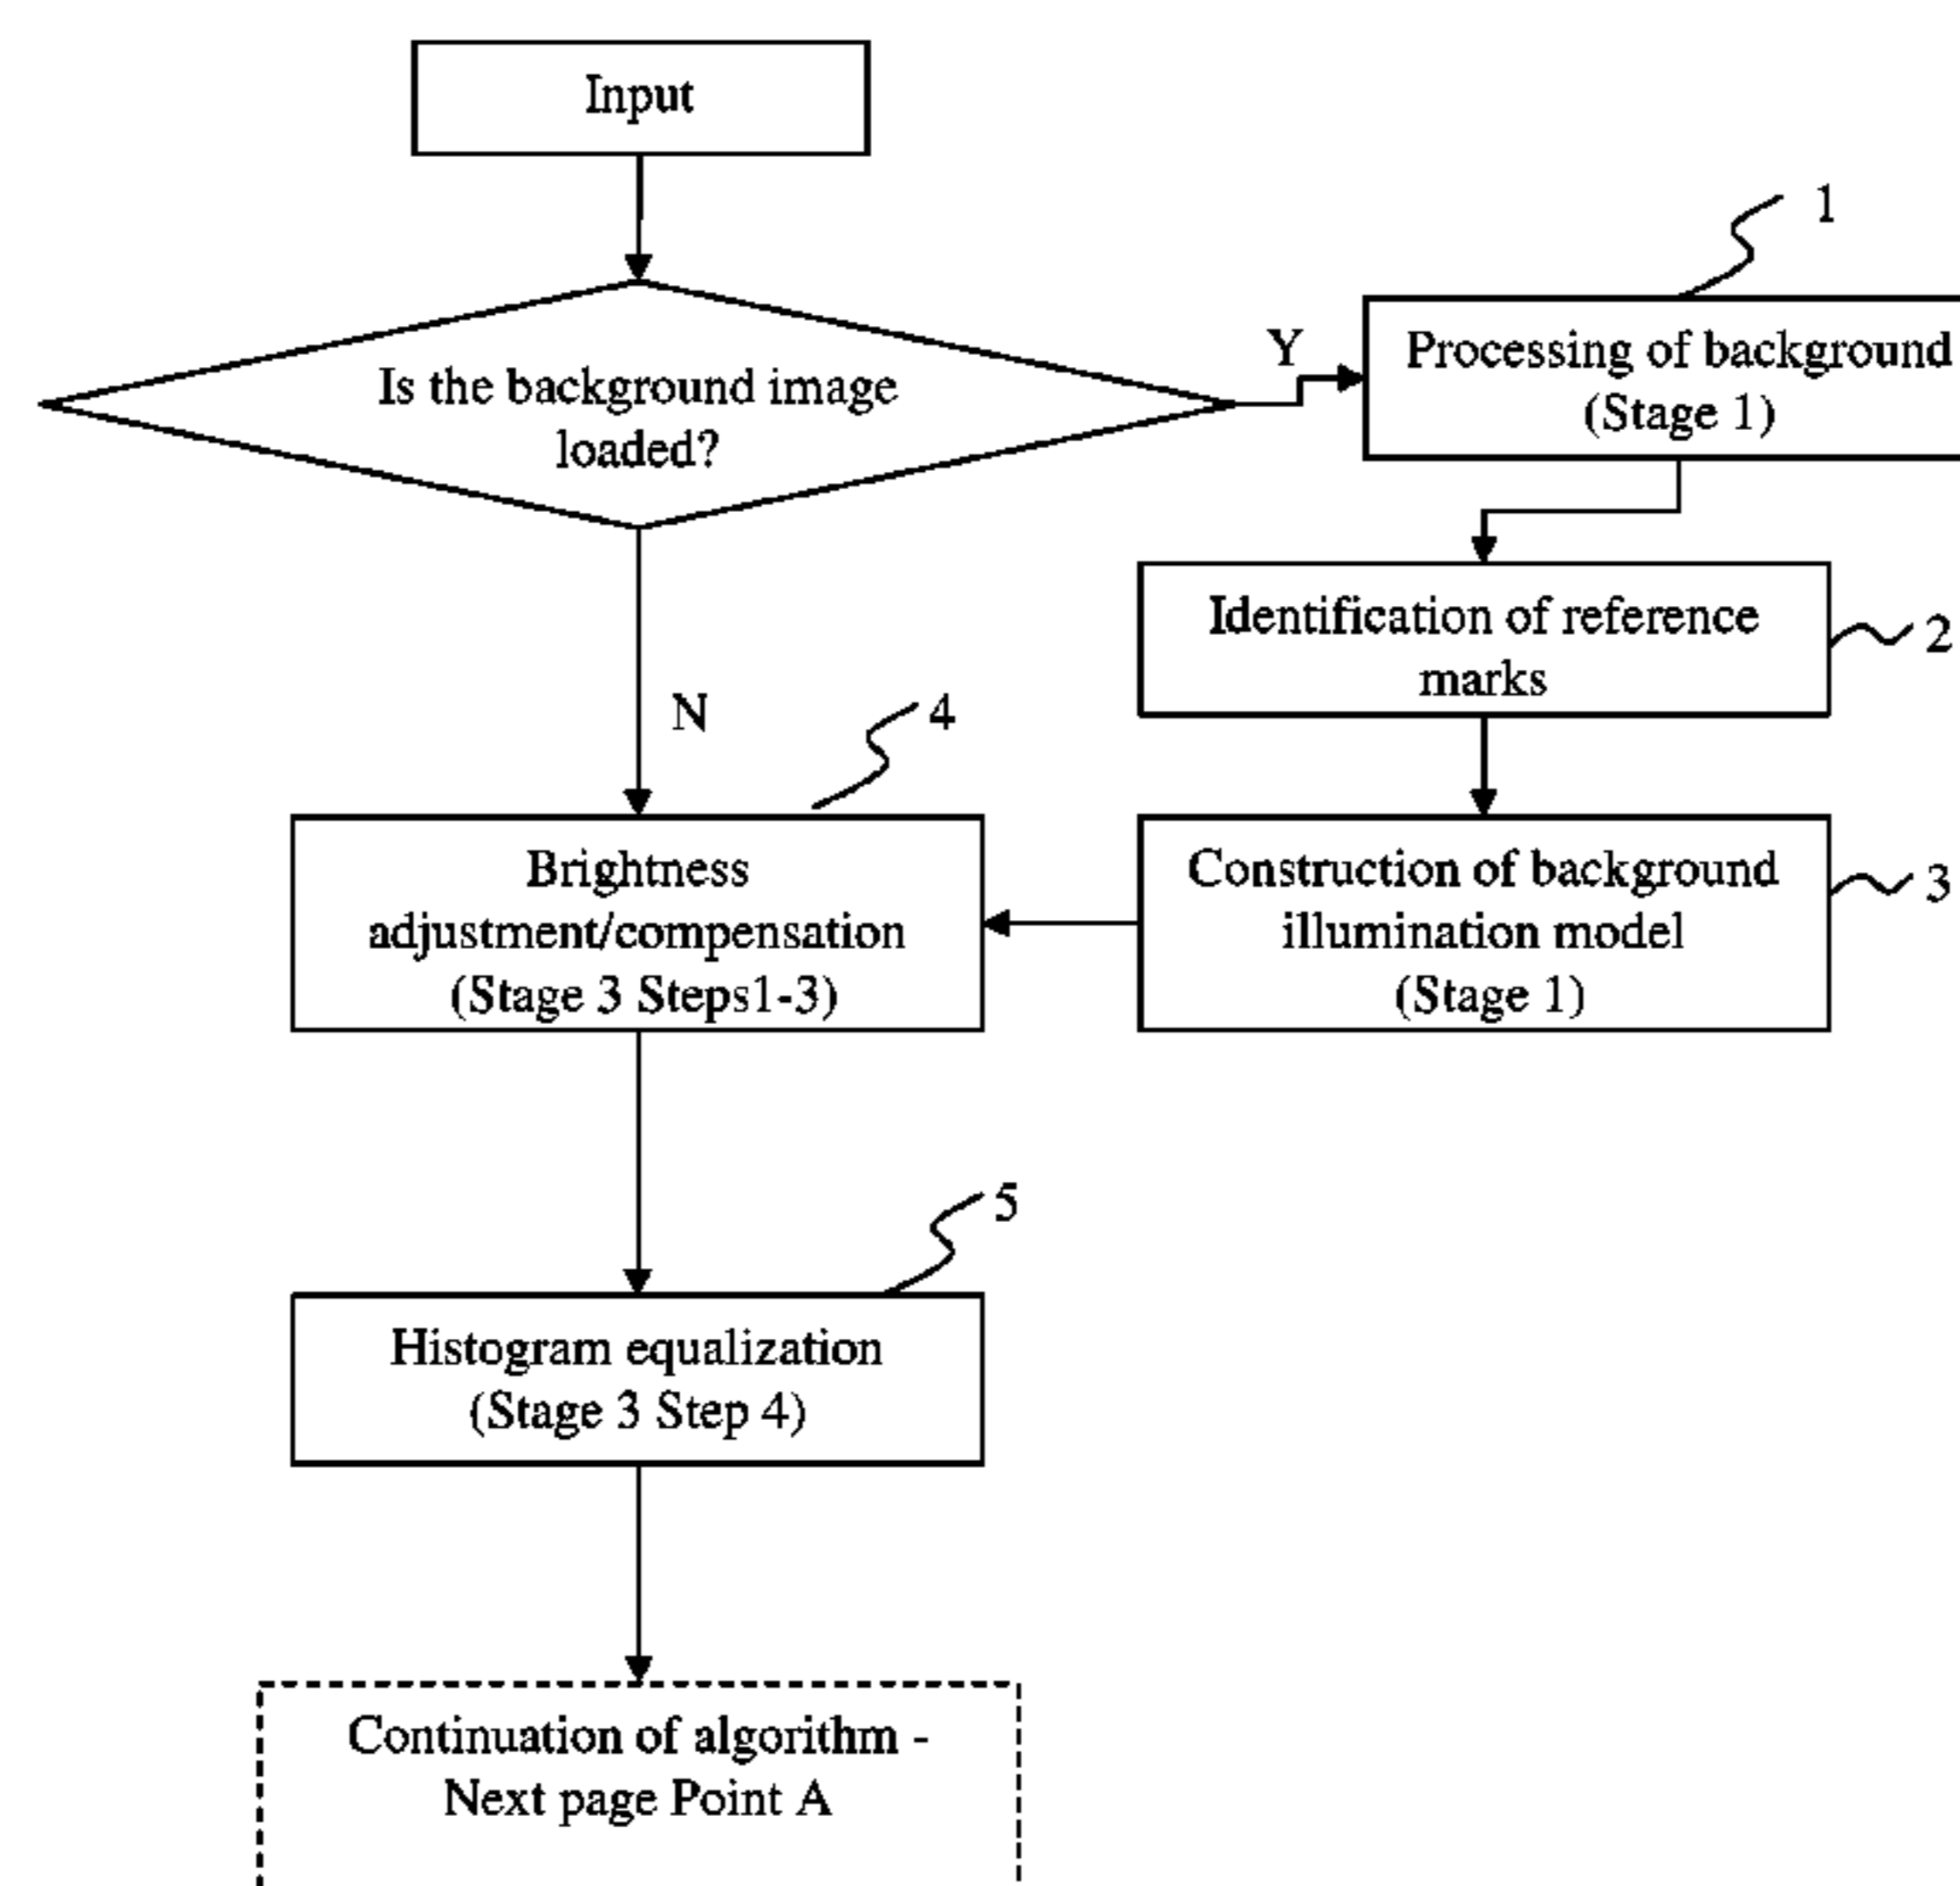 Input
1
Is the background image
loaded?
Y
Processing of background
(Stage 1)
Identification of reference
marks
2
N
4
Brightness
adjustment/compensation
(Stage 3 Steps1-3)
Construction of background
illumination model
(Stage 1)
3
5
Histogram equalization
(Stage 3 Step 4)
Continuation of algorithm -
Next page Point A